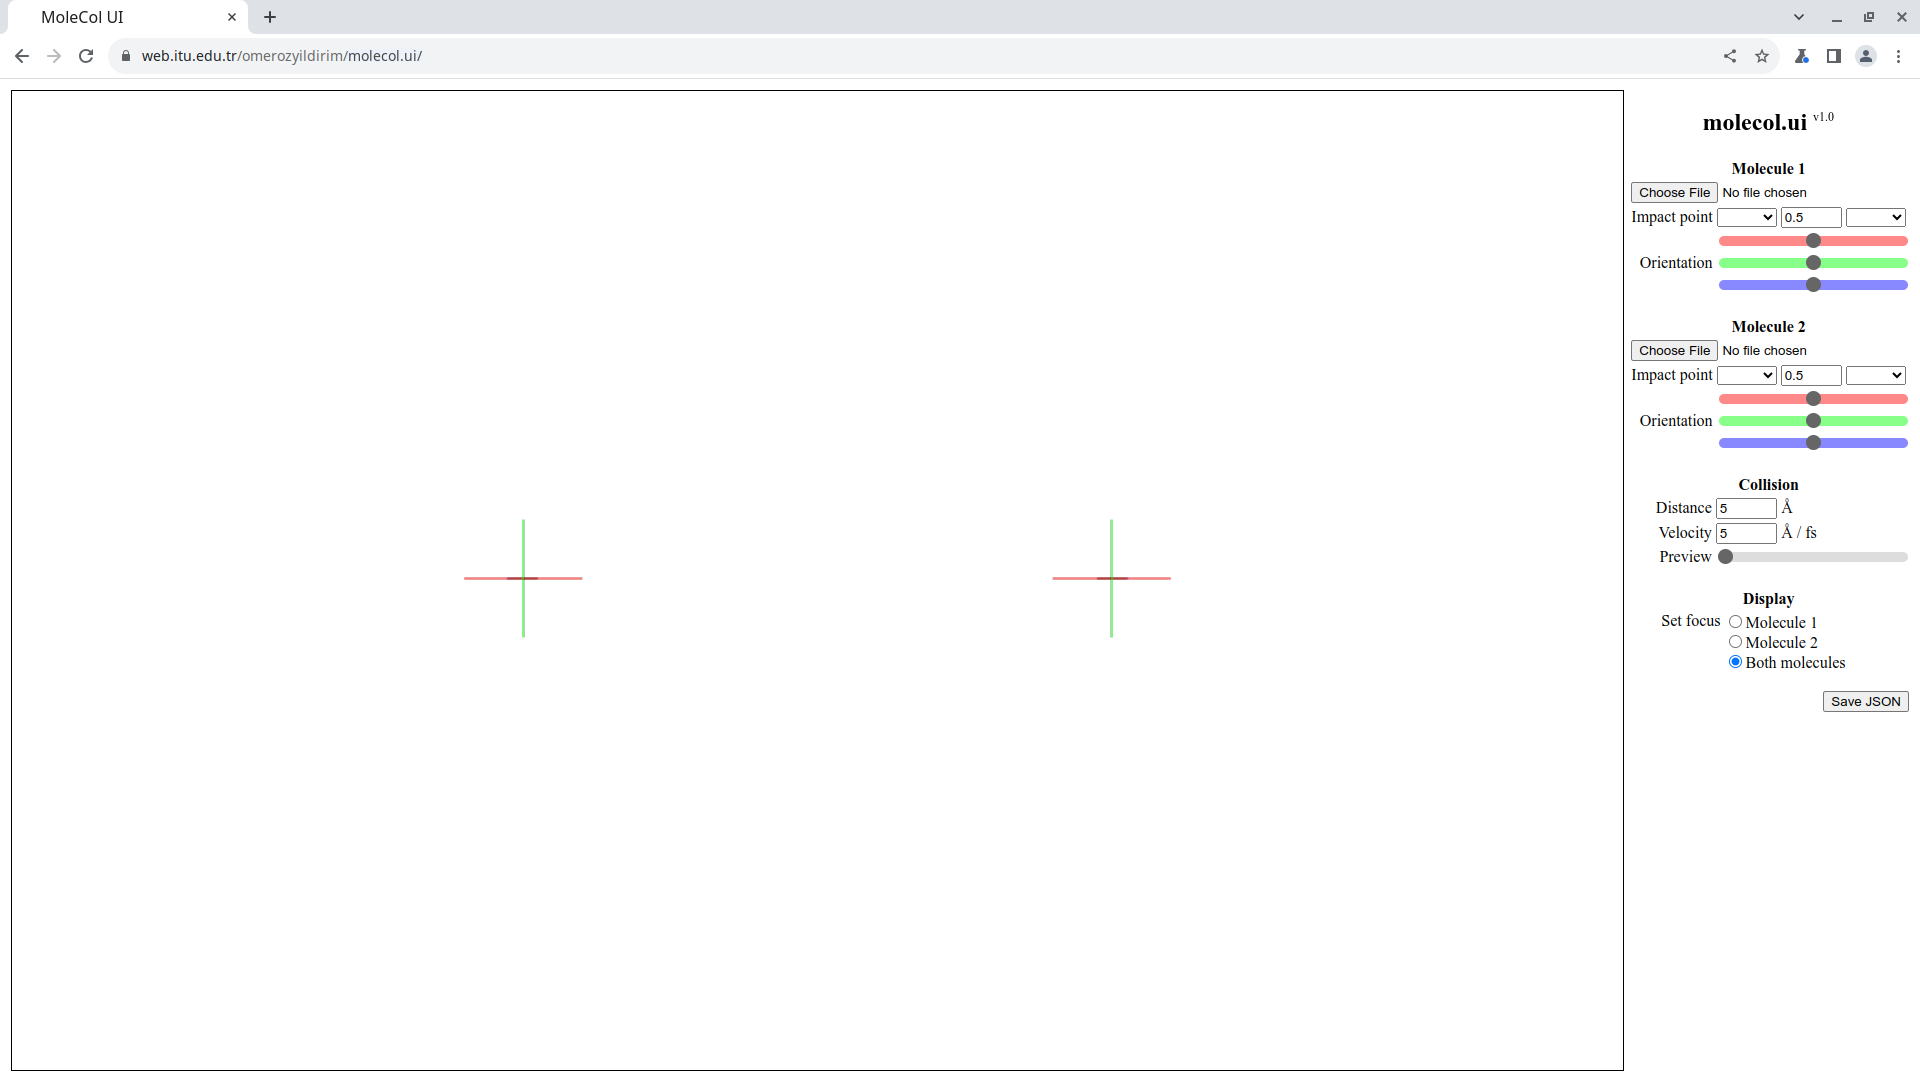 MoleCol UI
web.itu.edu.tr/omerozyildirim/molecol.ui/
molecol.ui v1.0
Molecule 1
Choose File No file chosen
Impact point 0.5
Orientation
Molecule 2
Choose File No file chosen
Impact point 0.5
Orientation
Collision
Distance 5 Å
Velocity 5 Å / fs
Preview
Display
Set focus Molecule 1
Molecule 2
Both molecules
Save JSON